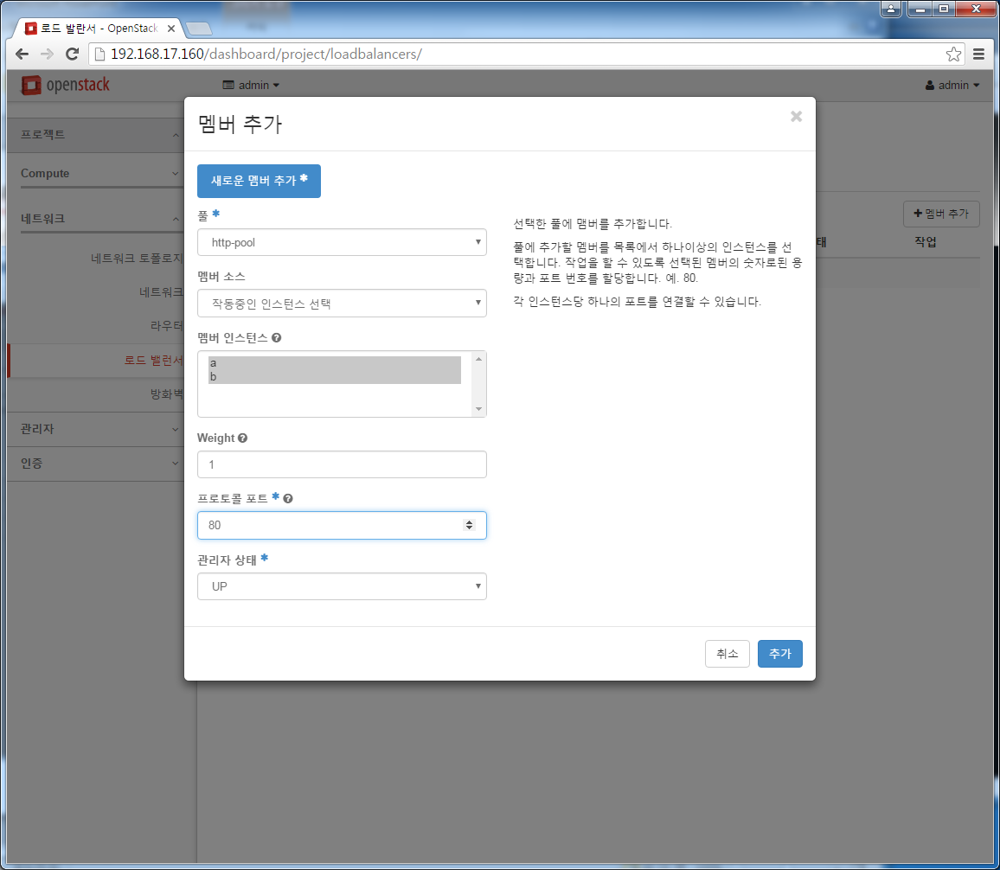 로드 발란서 - OpenStack
192.168.17.160/dashboard/project/loadbalancers/
openstack
admin
admin
멤버 추가
프로젝트
Compute
네트워크
네트워크 토폴로지
네트워크
라우터
로드 밸런서
방화벽
관리자
인증
새로운 멤버 추가 *
풀 *
http-pool
멤버 소스
작동중인 인스턴스 선택
멤버 인스턴스
a
b
Weight
1
프로토콜 포트 *
80
관리자 상태 *
UP
선택한 풀에 맴버를 추가합니다.
풀에 추가할 멤버를 목록에서 하나이상의 인스턴스를 선
택합니다. 작업을 할 수 있도록 선택된 멤버의 숫자로된 용
량과 포트 번호를 할당합니다. 예. 80.
각 인스턴스당 하나의 포트를 연결할 수 있습니다.
+ 멤버 추가
태
작업
취소
추가